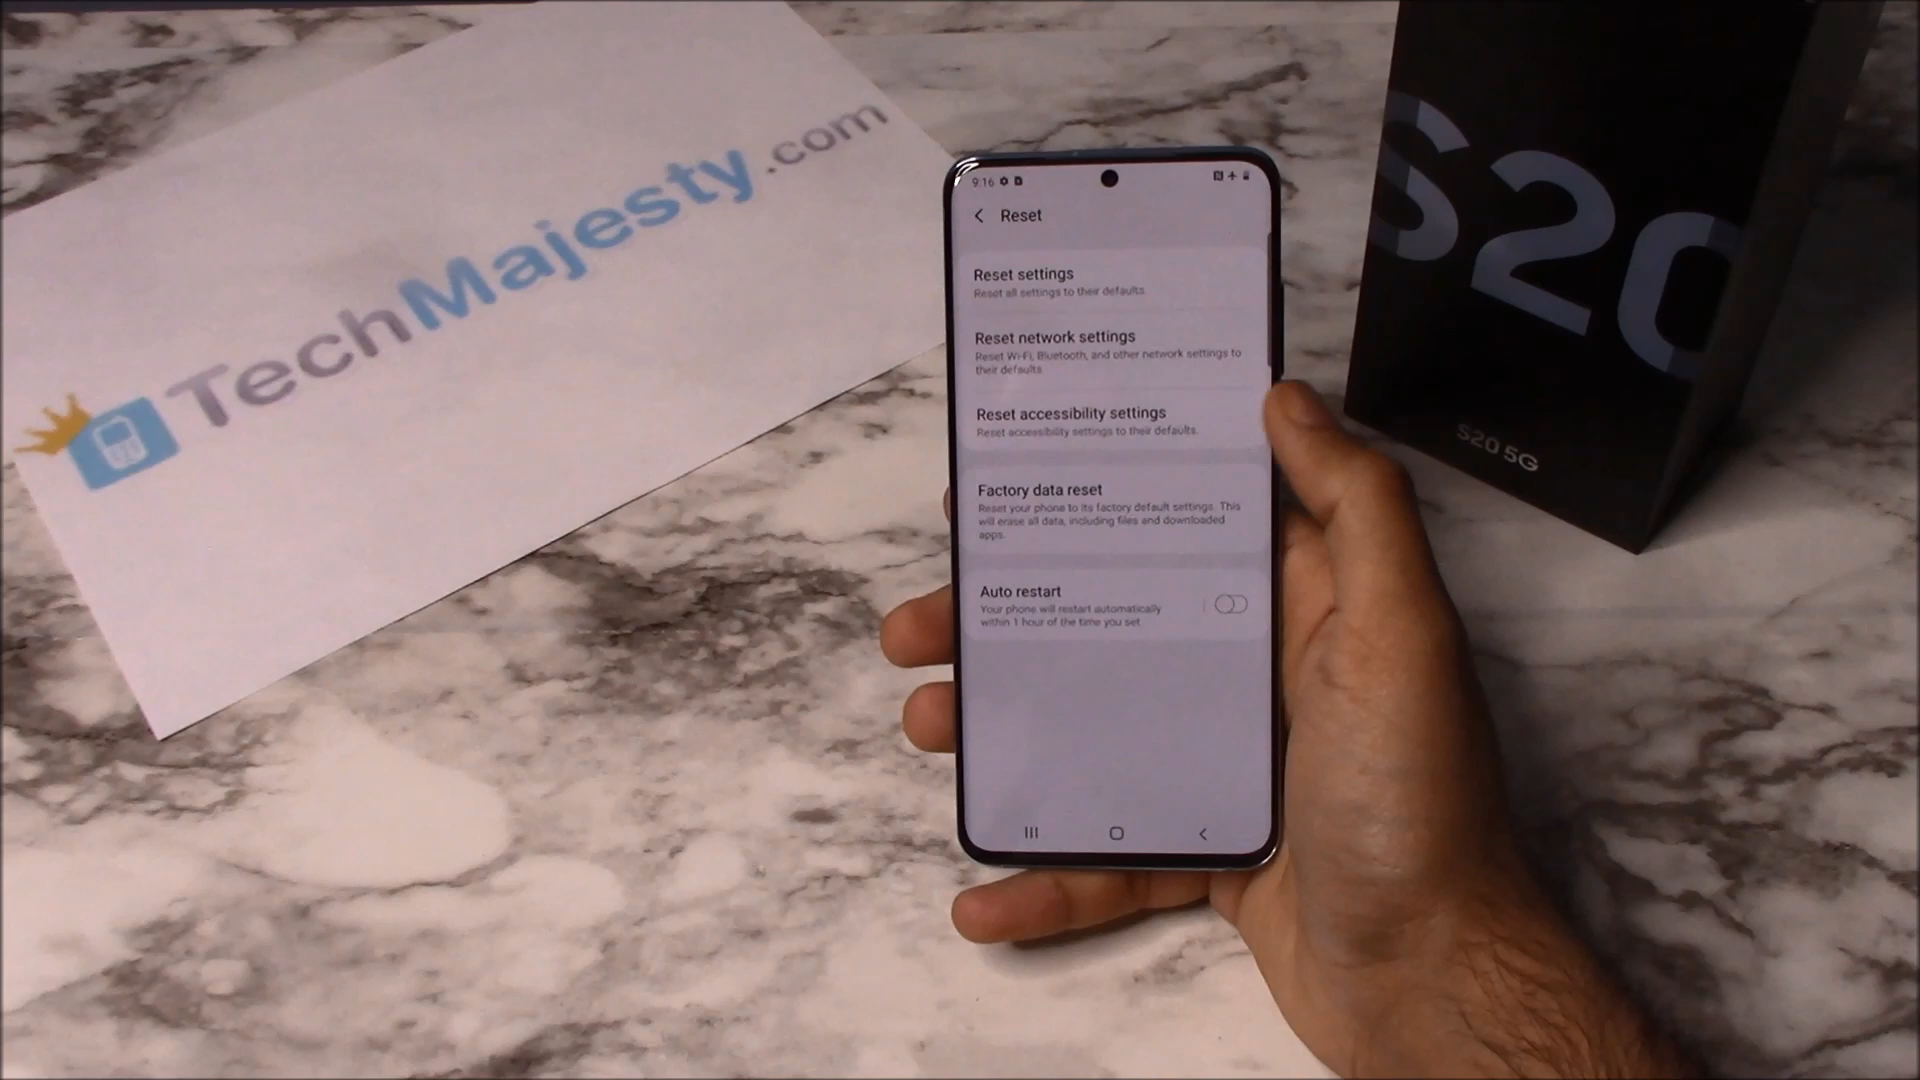 TechMajesty.com
S20
S20 5G
9:16
Reset
Reset settings
Reset all settings to their defaults.
Reset network settings
Reset Wi-Fi, Bluetooth, and other network settings to
their defaults.
Reset accessibility settings
Reset accessibility settings to their defaults.
Factory data reset
Reset your phone to its factory default settings. This
will erase all data, including files and downloaded
apps.
Auto restart
Your phone will restart automatically
within 1 hour of the time you set.